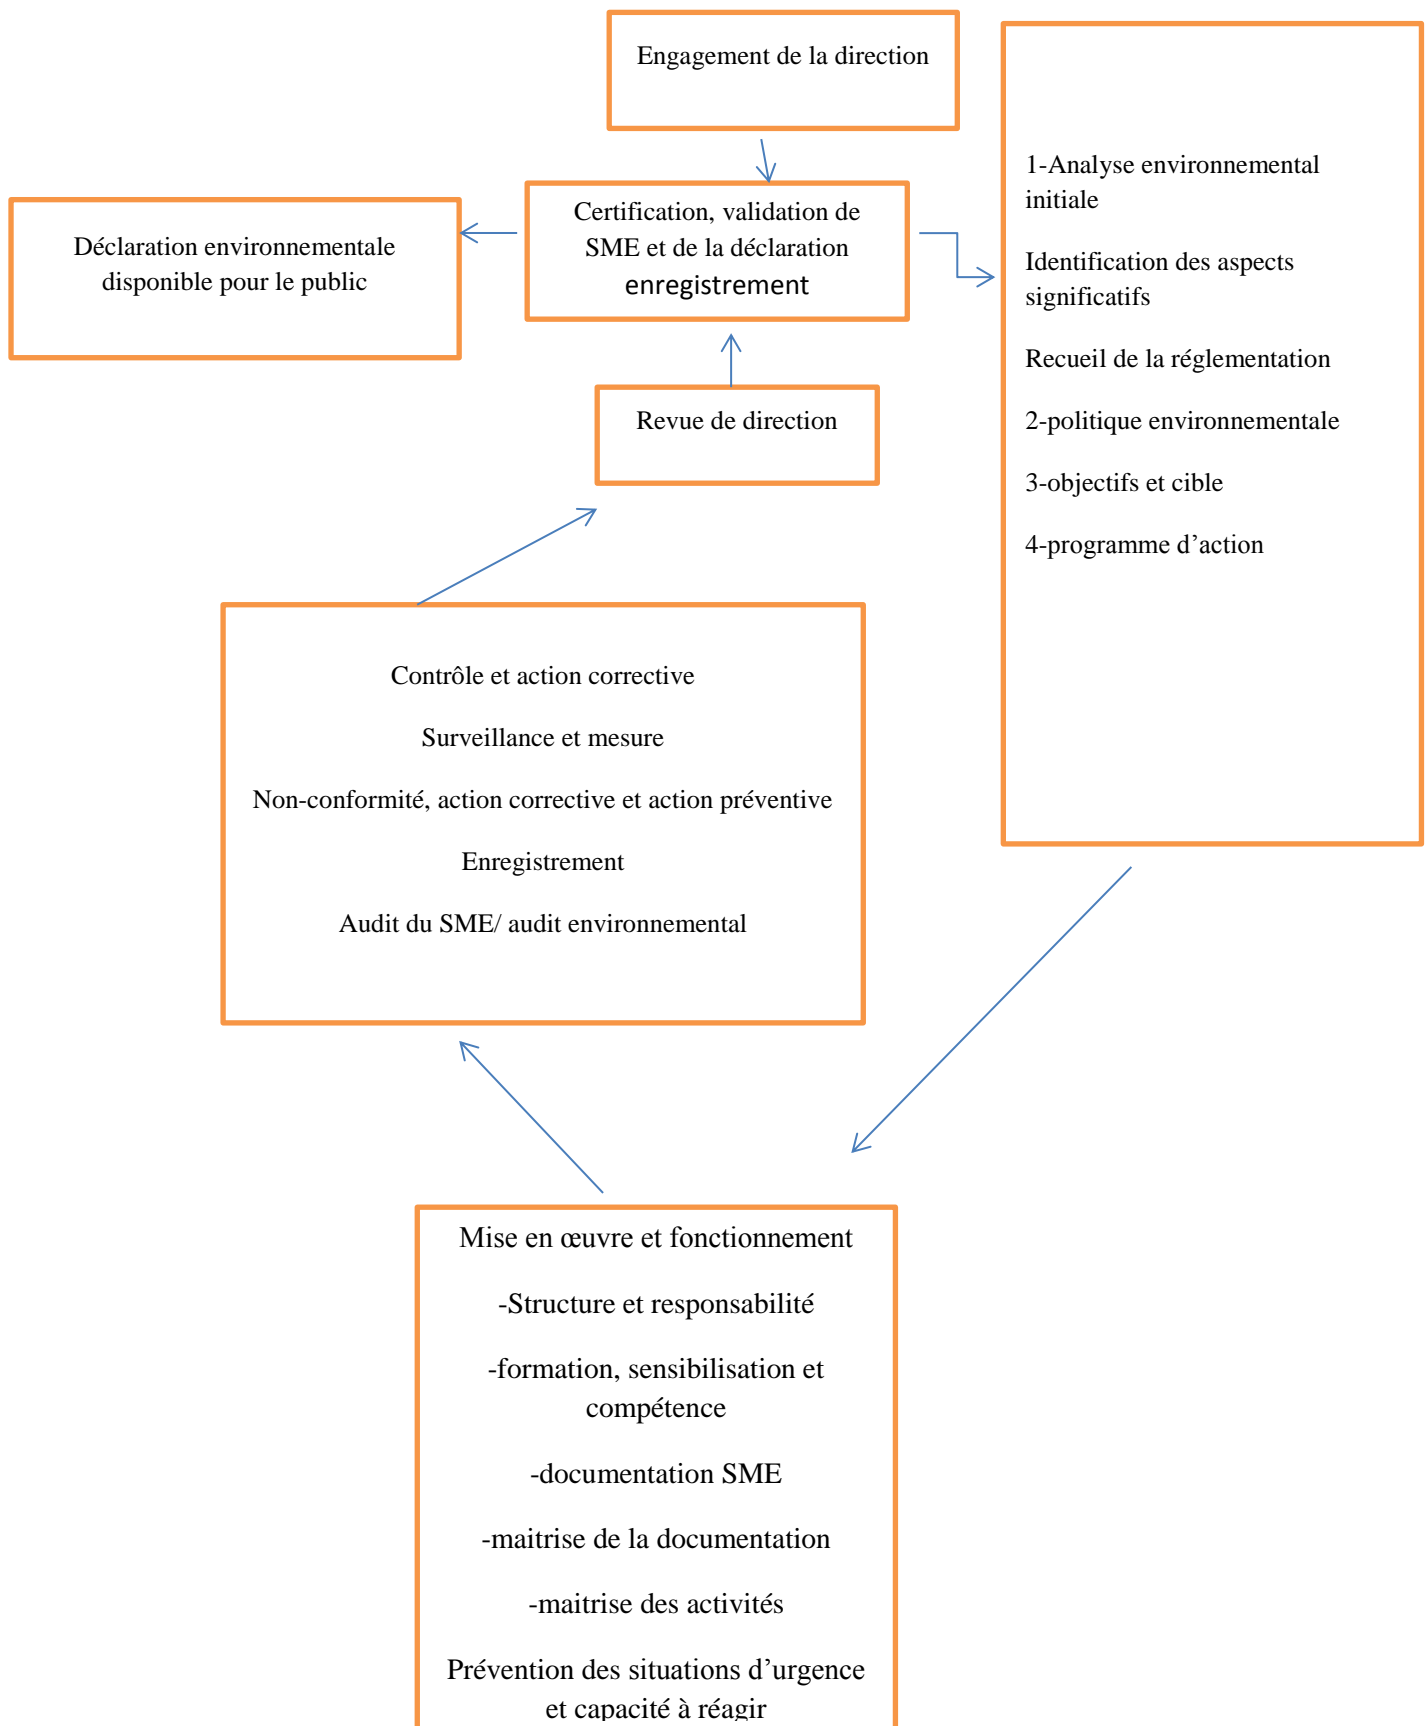 Engagement de la direction
Certification, validation de
SME et de la déclaration
enregistrement
Déclaration environnementale
disponible pour le public
1-Analyse environnemental
initiale
Identification des aspects
significatifs
Recueil de la réglementation
2-politique environnementale
3-objectifs et cible
4-programme d’action
Revue de direction
Contrôle et action corrective
Surveillance et mesure
Non-conformité, action corrective et action préventive
Enregistrement
Audit du SME/ audit environnemental
Mise en œuvre et fonctionnement
-Structure et responsabilité
-formation, sensibilisation et
compétence
-documentation SME
-maitrise de la documentation
-maitrise des activités
Prévention des situations d’urgence
et capacité à réagir